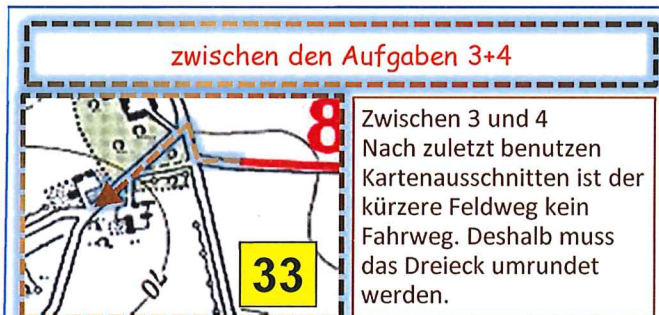 zwischen den Aufgaben 3+4
8
Zwischen 3 und 4
Nach zuletzt benutzen
Kartenausschnitten ist der
kürzere Feldweg kein
Fahrweg. Deshalb muss
das Dreieck umrundet
werden.
70
33